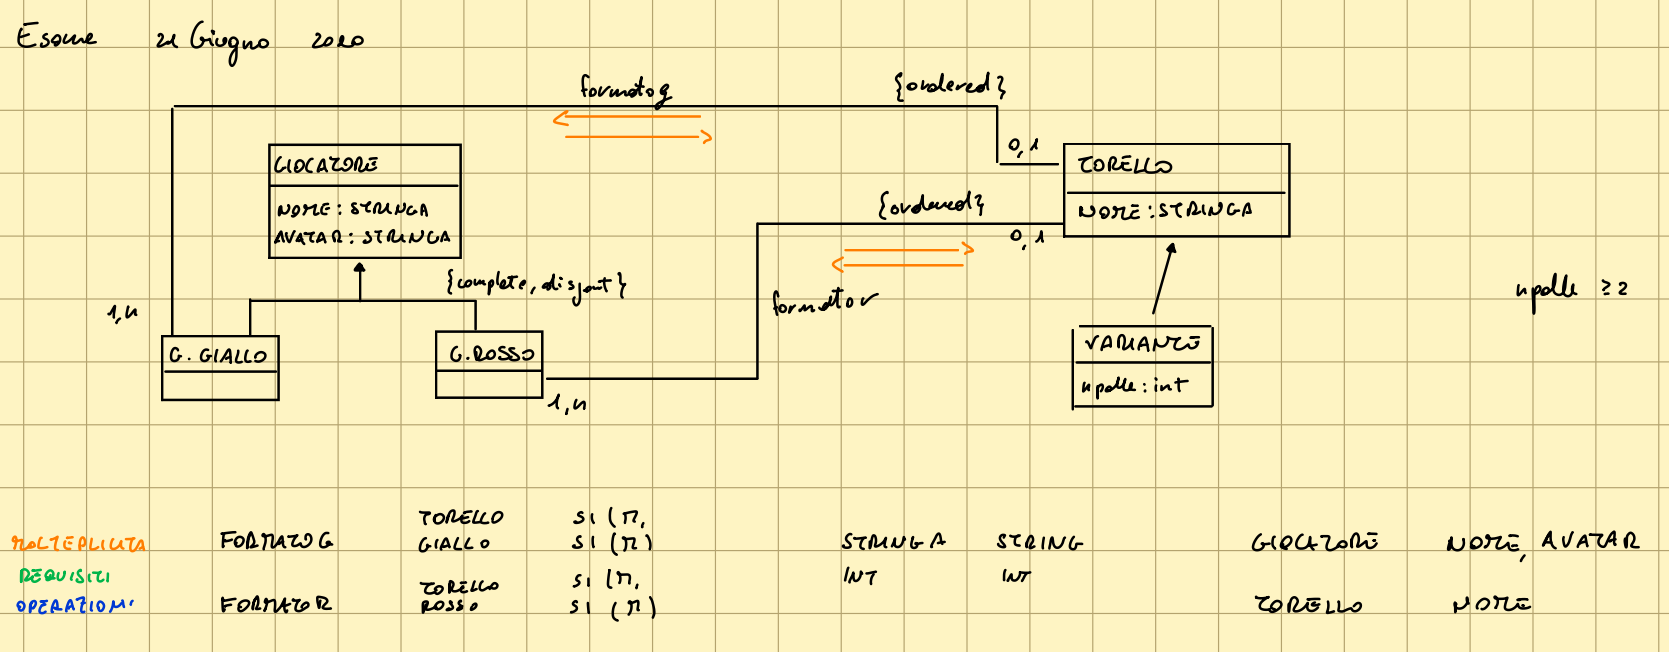 Esame 21 Giugno 2020
formatog {ordered}
0,1
GIOCATORE
NOME: STRINGA
AVATAR: STRINGA
TORELLO
NOME: STRINGA
{ordered}
0,1
{complete, disjoint}
formator
1,n
npalle ≥ 2
G. GIALLO
G. ROSSO
1,n
VARIANTE
npalle: int
MOLTEPLICITA
REQUISITI
OPERAZIONI
FORMATOG
FORMATOR
TORELLO SI (M,
GIALLO SI (M)
TORELLO SI (M,
ROSSO SI (M)
STRINGA STRING
INT INT
GIOCATORE NOME, AVATAR
TORELLO NOME